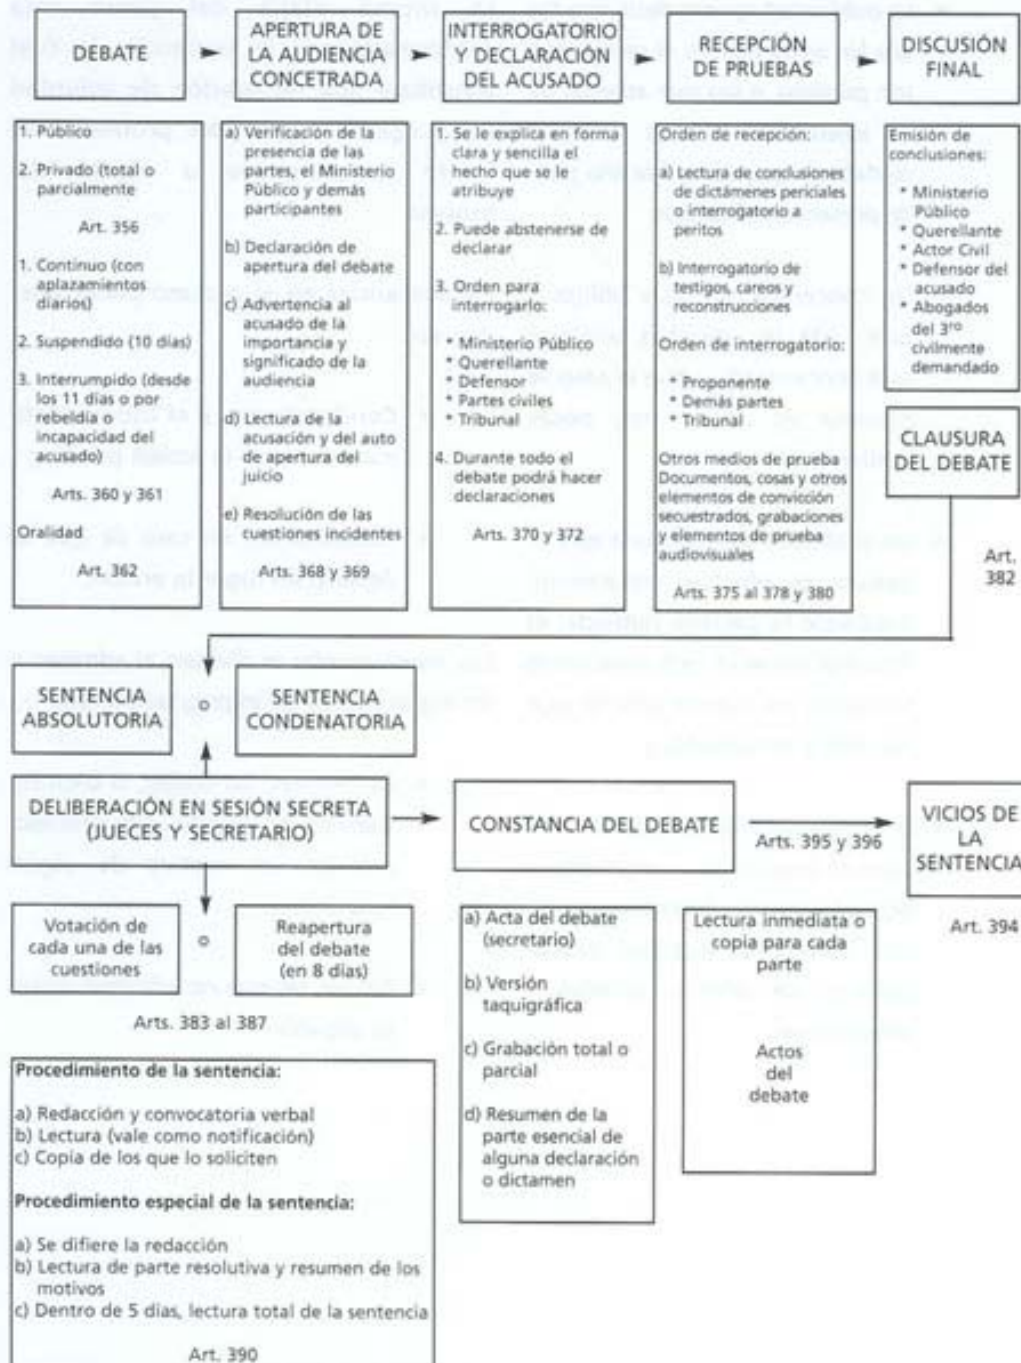 DEBATE
APERTURA DE
LA AUDIENCIA
CONCETRADA
INTERROGATORIO
Y DECLARACIÓN
DEL ACUSADO
RECEPCIÓN
DE PRUEBAS
DISCUSIÓN
FINAL
1. Público
2. Privado (total o
parcialmente
Art. 356
1. Continuo (con
aplazamientos
diarios)
2. Suspendido (10 días)
3. Interrumpido (desde
los 11 días o por
rebeldía o
incapacidad del
acusado)
Arts. 360 y 361
Oralidad
Art. 362
a) Verificación de la
presencia de las
partes, el Ministerio
Público y demás
participantes
b) Declaración de
apertura del debate
c) Advertencia al
acusado de la
importancia y
significado de la
audiencia
d) Lectura de la
acusación y del auto
de apertura del
juicio
e) Resolución de las
cuestiones incidentes
Arts. 368 y 369
1. Se le explica en forma
clara y sencilla el
hecho que se le
atribuye
2. Puede abstenerse de
declarar
3. Orden para
interrogarlo:
* Ministerio Público
* Querellante
* Defensor
* Partes civiles
* Tribunal
4. Durante todo el
debate podrá hacer
declaraciones
Arts. 370 y 372
Orden de recepción:
a) Lectura de conclusiones
de dictámenes periciales
o interrogatorio a
peritos
b) Interrogatorio de
testigos, careos y
reconstrucciones
Orden de interrogatorio:
* Proponente
* Demás partes
* Tribunal
Otros medios de prueba
Documentos, cosas y otros
elementos de convicción
secuestrados, grabaciones
y elementos de prueba
audiovisuales
Arts. 375 al 378 y 380
Emisión de
conclusiones:
* Ministerio
Público
* Querellante
* Actor Civil
* Defensor del
acusado
* Abogados
del 3ro
civilmente
demandado
CLAUSURA
DEL DEBATE
Art.
382
SENTENCIA
ABSOLUTORIA
o
SENTENCIA
CONDENATORIA
DELIBERACIÓN EN SESIÓN SECRETA
(JUECES Y SECRETARIO)
CONSTANCIA DEL DEBATE
Arts. 395 y 396
VICIOS DE
LA
SENTENCIA
Art. 394
Votación de
cada una de las
cuestiones
o
Reapertura
del debate
(en 8 días)
Arts. 383 al 387
a) Acta del debate
(secretario)
b) Versión
taquigráfica
c) Grabación total o
parcial
d) Resumen de la
parte esencial de
alguna declaración
o dictamen
Lectura inmediata o
copia para cada
parte
Actos
del
debate
Procedimiento de la sentencia:
a) Redacción y convocatoria verbal
b) Lectura (vale como notificación)
c) Copia de los que lo soliciten
Procedimiento especial de la sentencia:
a) Se difiere la redacción
b) Lectura de parte resolutiva y resumen de los
motivos
c) Dentro de 5 días, lectura total de la sentencia
Art. 390